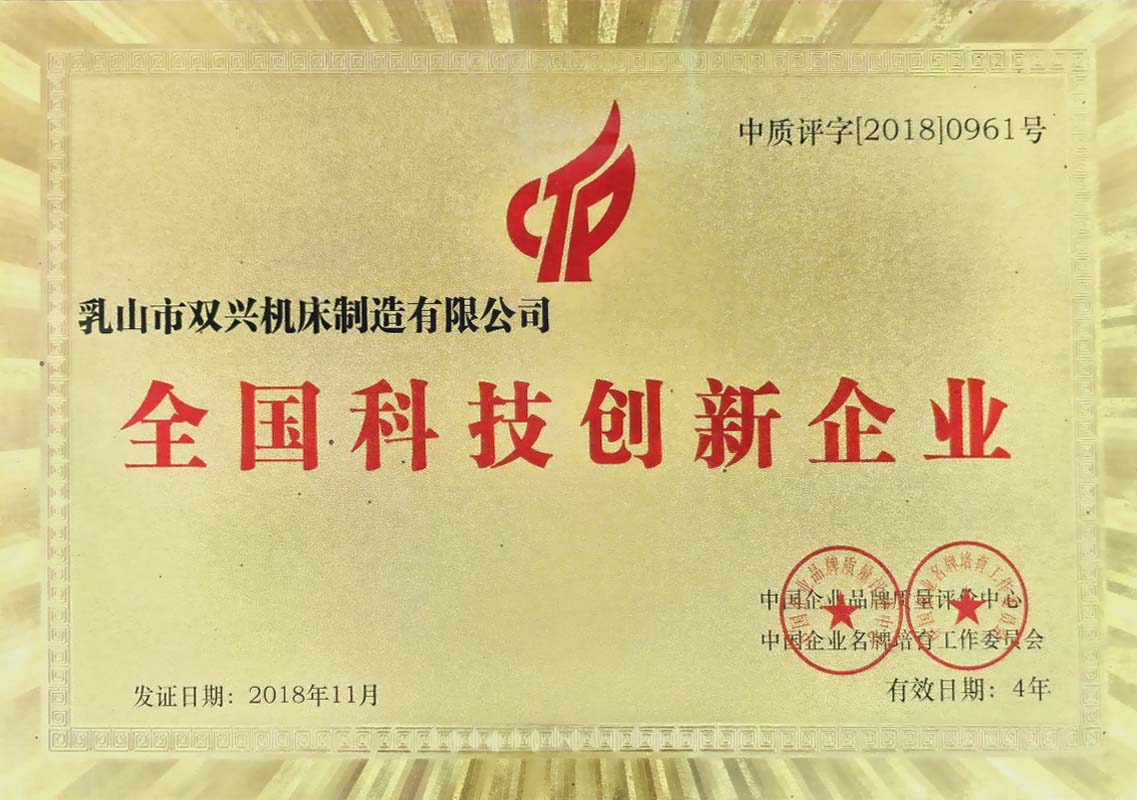 中质评字[2018]0961号
CTP
乳山市双兴机床制造有限公司
全国科技创新企业
中国企业品牌质量评价中心
中国企业名牌培育工作委员会
发证日期：2018年11月
有效日期：4年